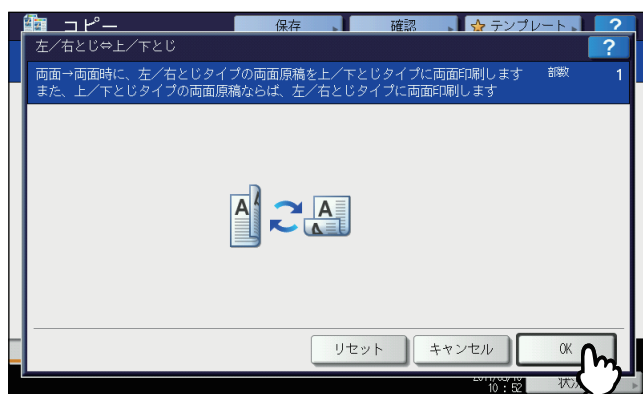 コピー 保存 確認 テンプレート ?
左／右とじ⇔上／下とじ ?
両面→両面時に、左／右とじタイプの両面原稿を上／下とじタイプに両面印刷します 部数 1
また、上／下とじタイプの両面原稿ならば、左／右とじタイプに両面印刷します
A A
リセット キャンセル OK
10:52